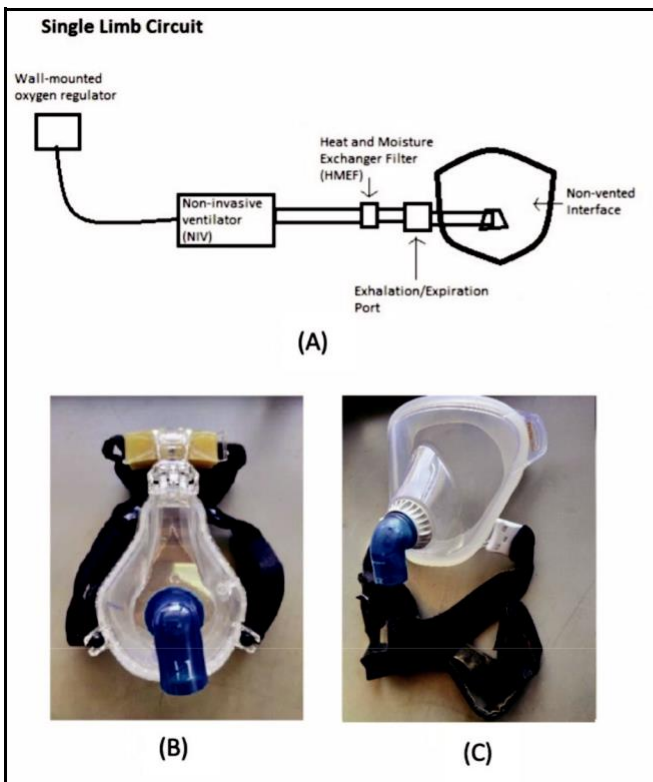 Single Limb Circuit
Wall-mounted
oxygen regulator
Heat and Moisture
Exchanger Filter
(HMEF)
Non-vented
Interface
Non-invasive
ventilator
(NIV)
Exhalation/Expiration
Port
(A)
(B)
(C)